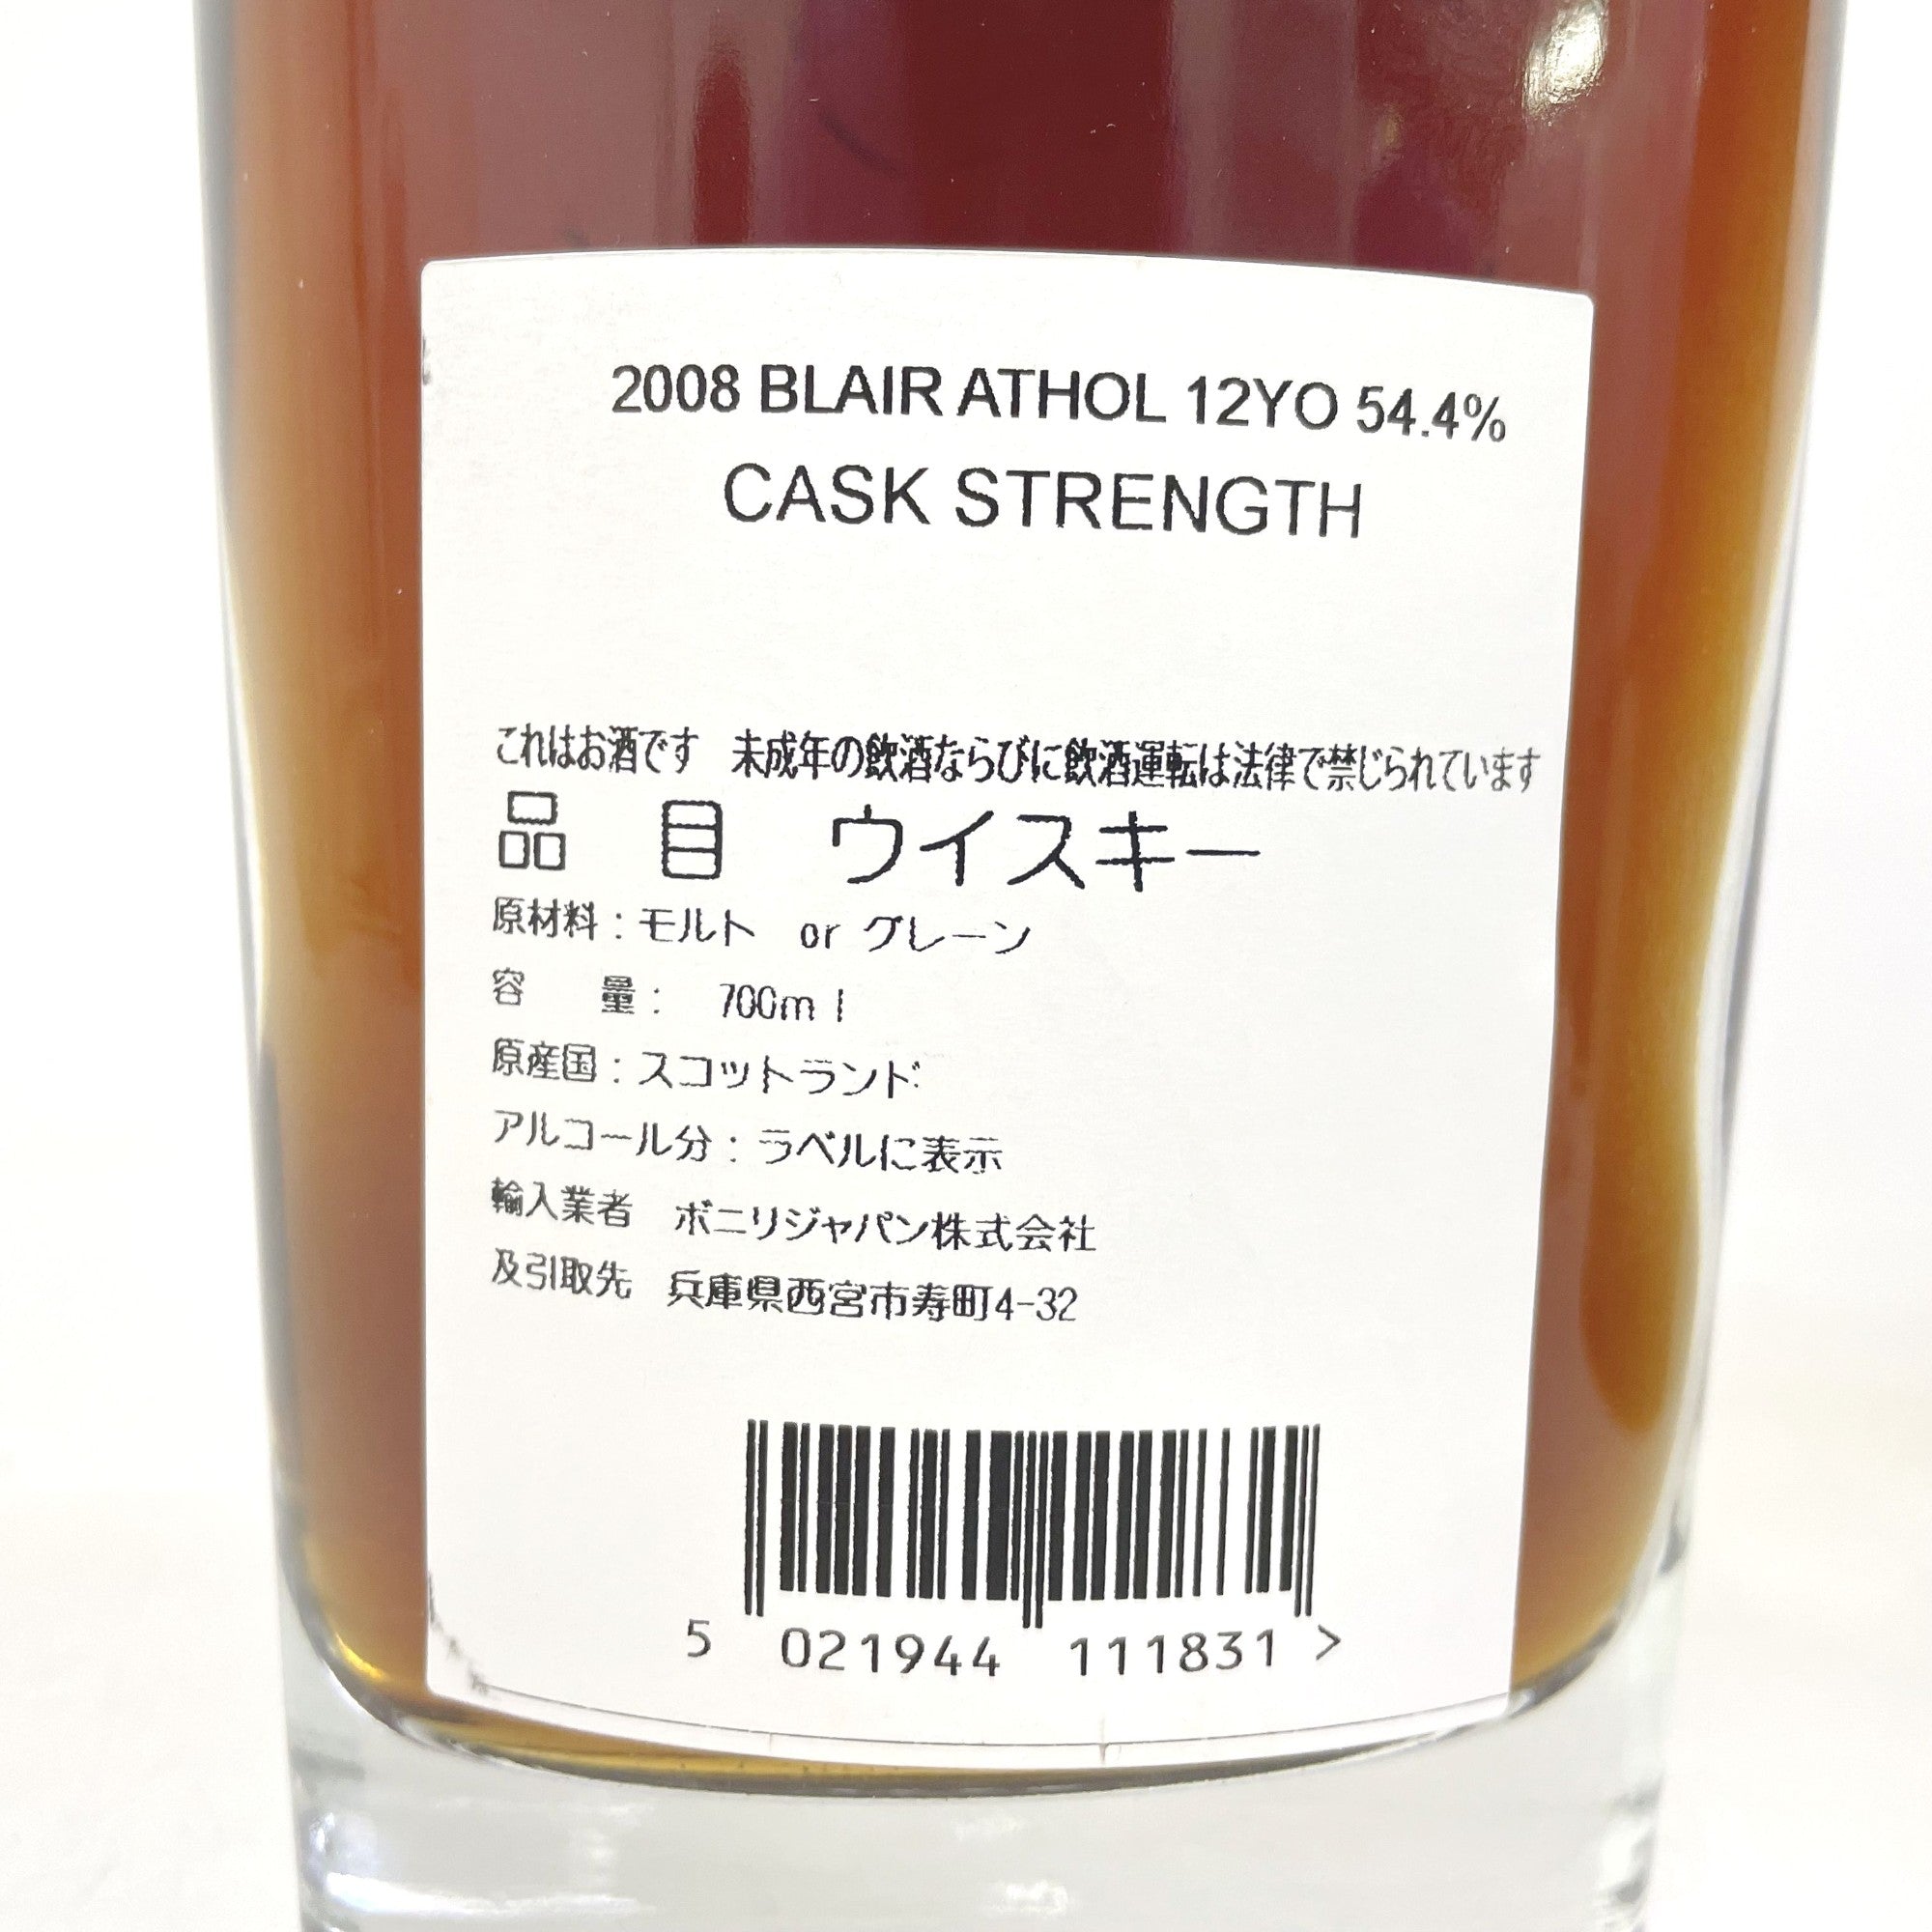 2008 BLAIR ATHOL 12YO 54.4%
CASK STRENGTH
これはお酒です　未成年の飲酒ならびに飲酒運転は法律で禁じられています
品　目　ウイスキー
原材料：モルト　or グレーン
容　量：　700ml
原産国：スコットランド
アルコール分：ラベルに表示
輸入業者　ボニリジャパン株式会社
及引取先　兵庫県西宮市寿町4-32
5 021944 111831 >